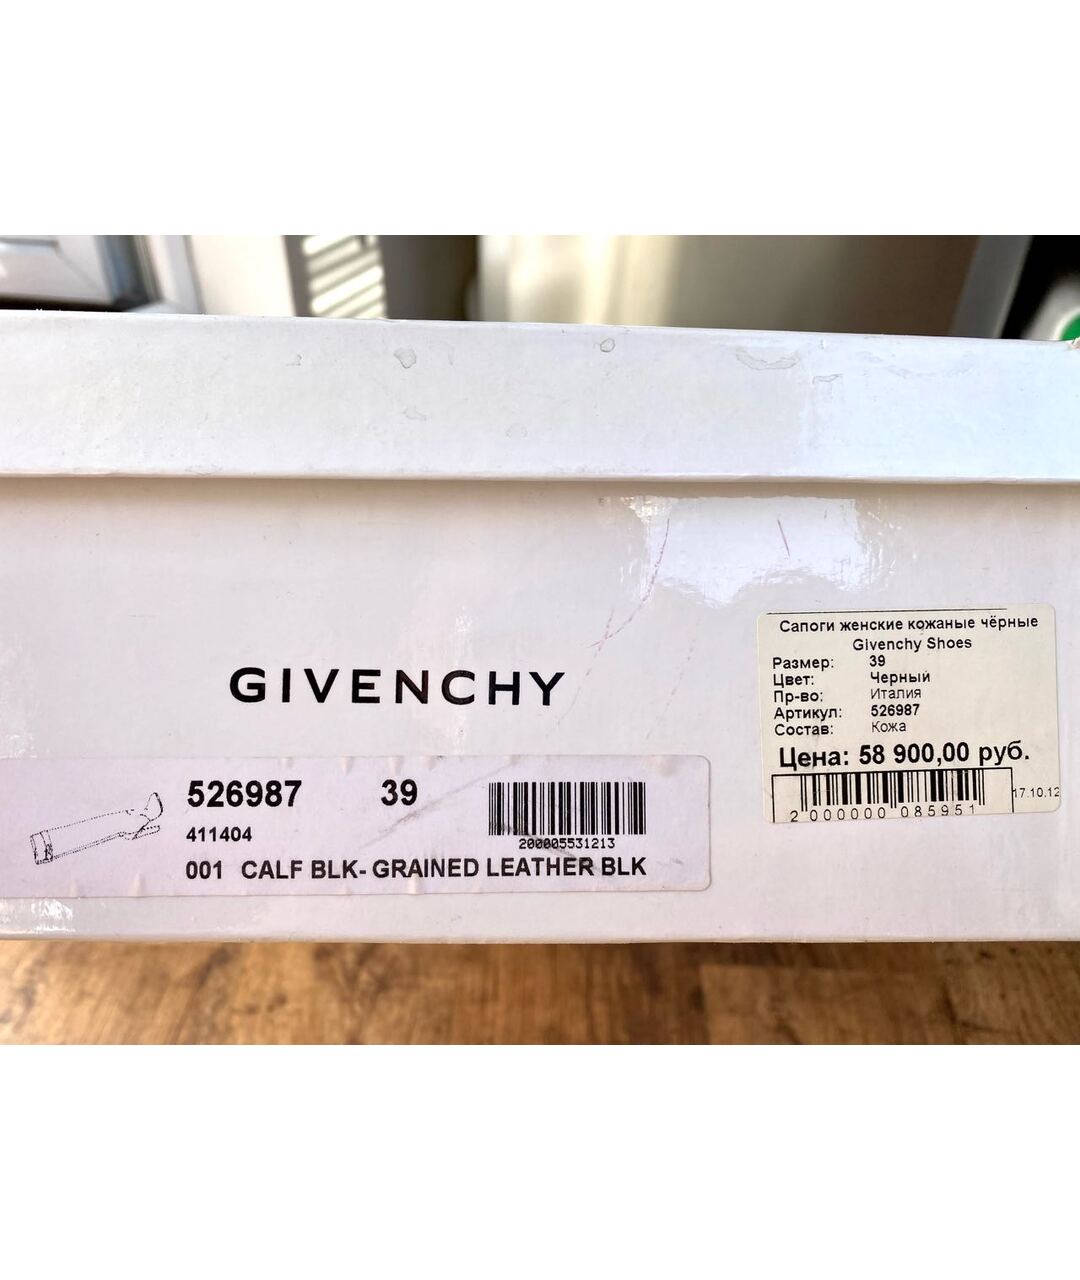 GIVENCHY
526987 39
411404
200005531213
001 CALF BLK- GRAINED LEATHER BLK
Сапоги женские кожаные чёрные
Givenchy Shoes
Размер: 39
Цвет: Черный
Пр-во: Италия
Артикул: 526987
Состав: Кожа
Цена: 58 900,00 руб.
17.10.12
2 000000 085951